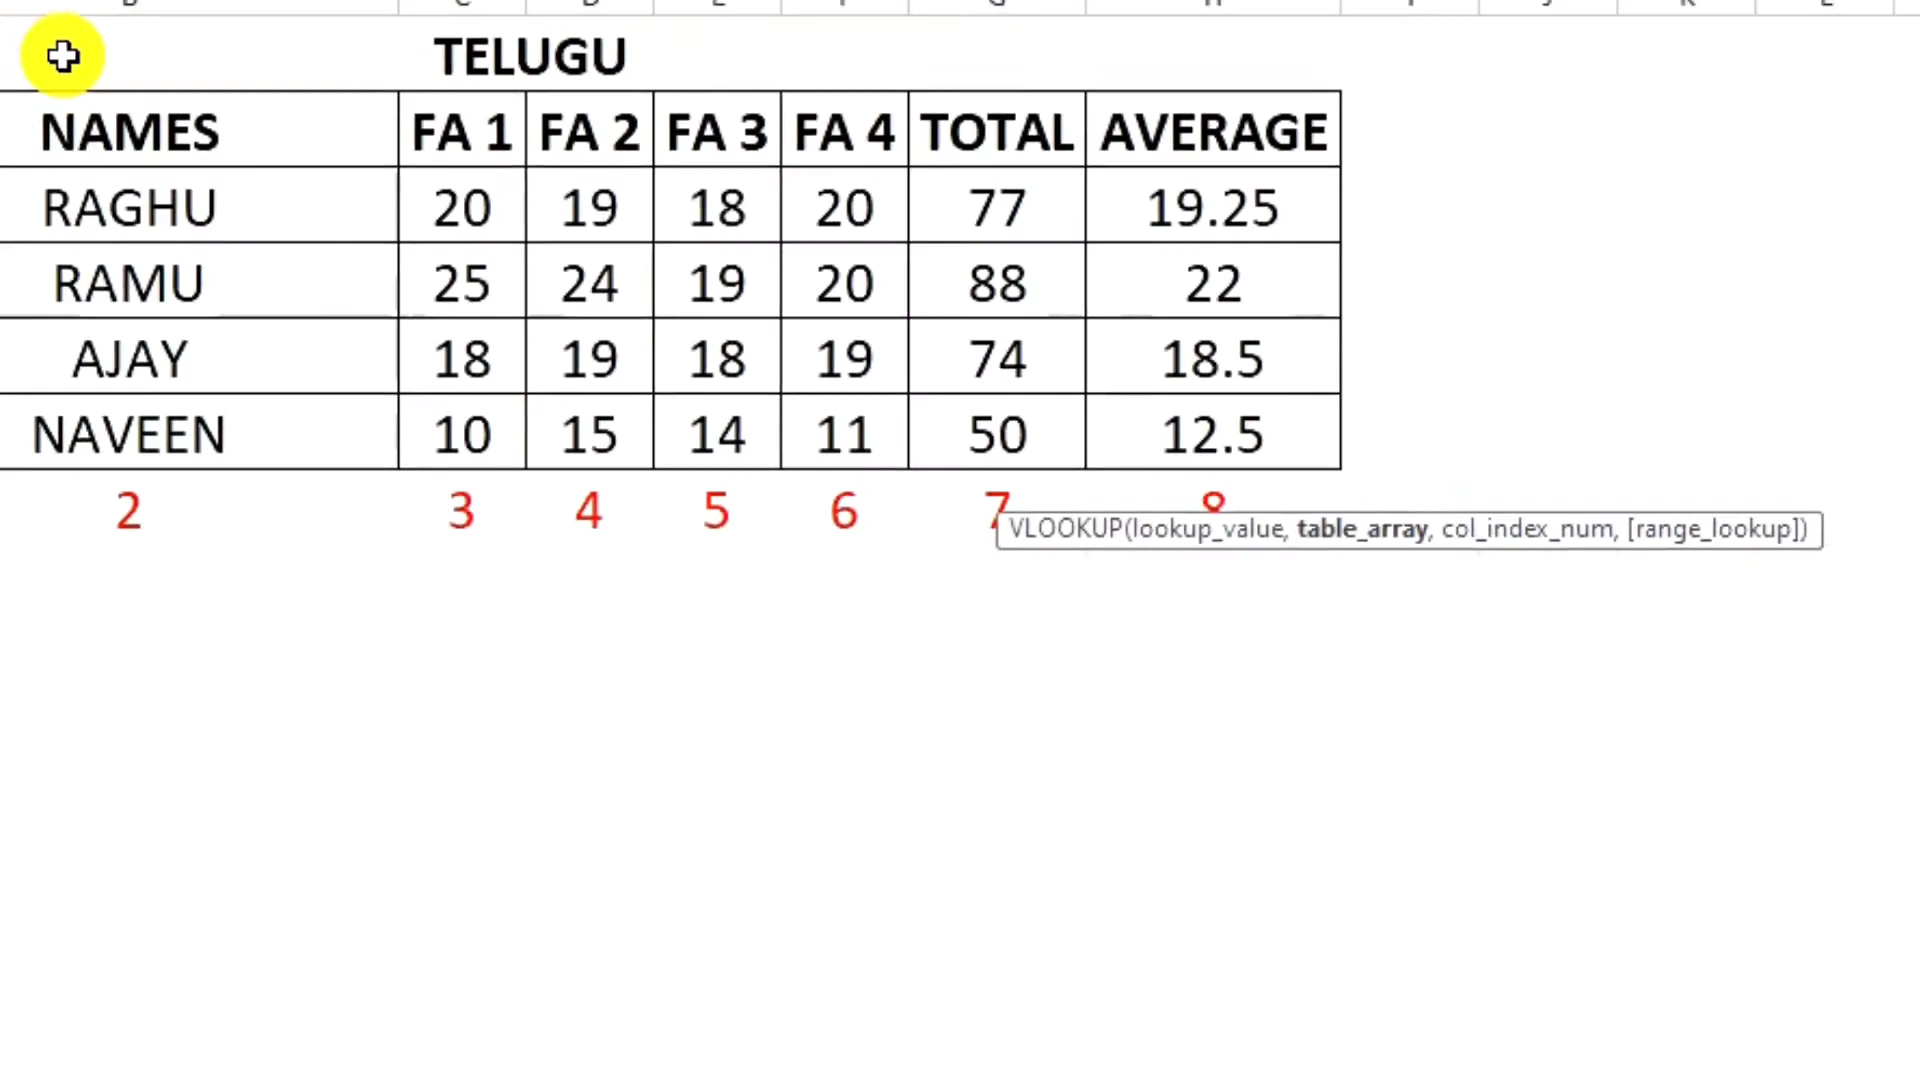 TELUGU
NAMES FA 1 FA 2 FA 3 FA 4 TOTAL AVERAGE
RAGHU 20 19 18 20 77 19.25
RAMU 25 24 19 20 88 22
AJAY 18 19 18 19 74 18.5
NAVEEN 10 15 14 11 50 12.5
2 3 4 5 6 7 8
VLOOKUP(lookup_value, table_array, col_index_num, [range_lookup])